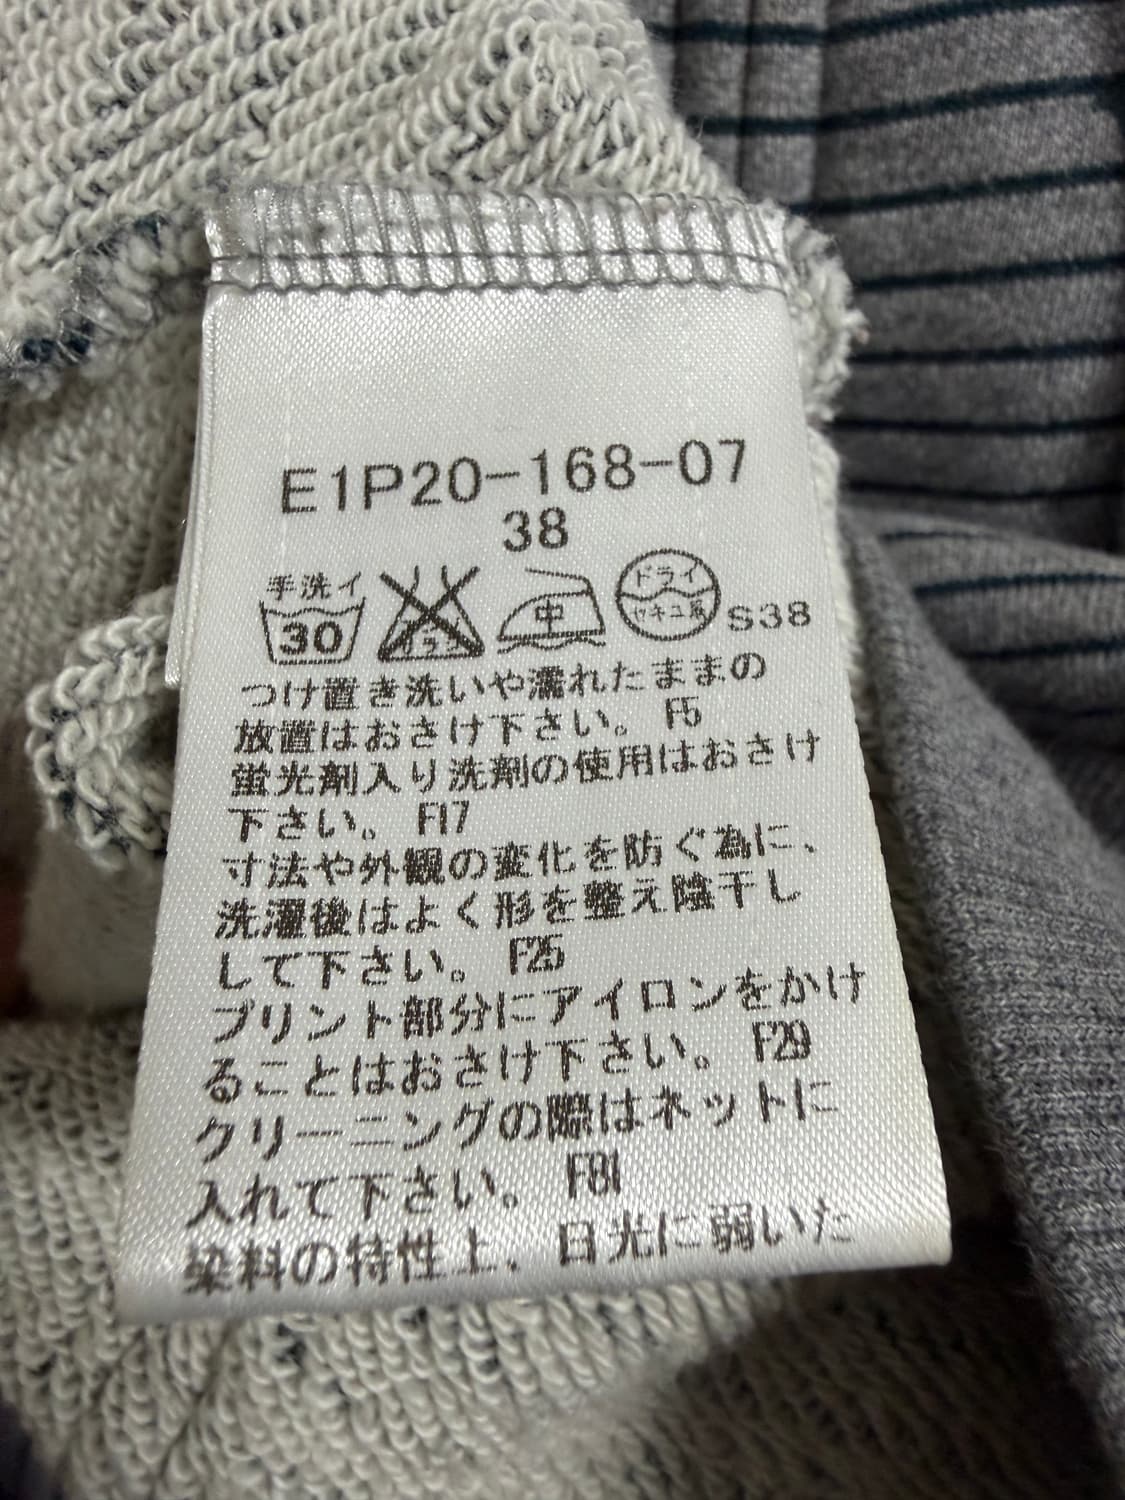 E1P20-168-07
38
手洗イ
30
エンソサラシ
中
ドライ
セキユ系
S38
つけ置き洗いや濡れたままの
放置はおさけ下さい。 F5
蛍光剤入り洗剤の使用はおさけ
下さい。 F17
寸法や外観の変化を防ぐ為に、
洗濯後はよく形を整え陰干し
して下さい。 F25
プリント部分にアイロンをかけ
ることはおさけ下さい。 F29
クリーニングの際はネットに
入れて下さい。 F81
染料の特性上、日光に弱いた